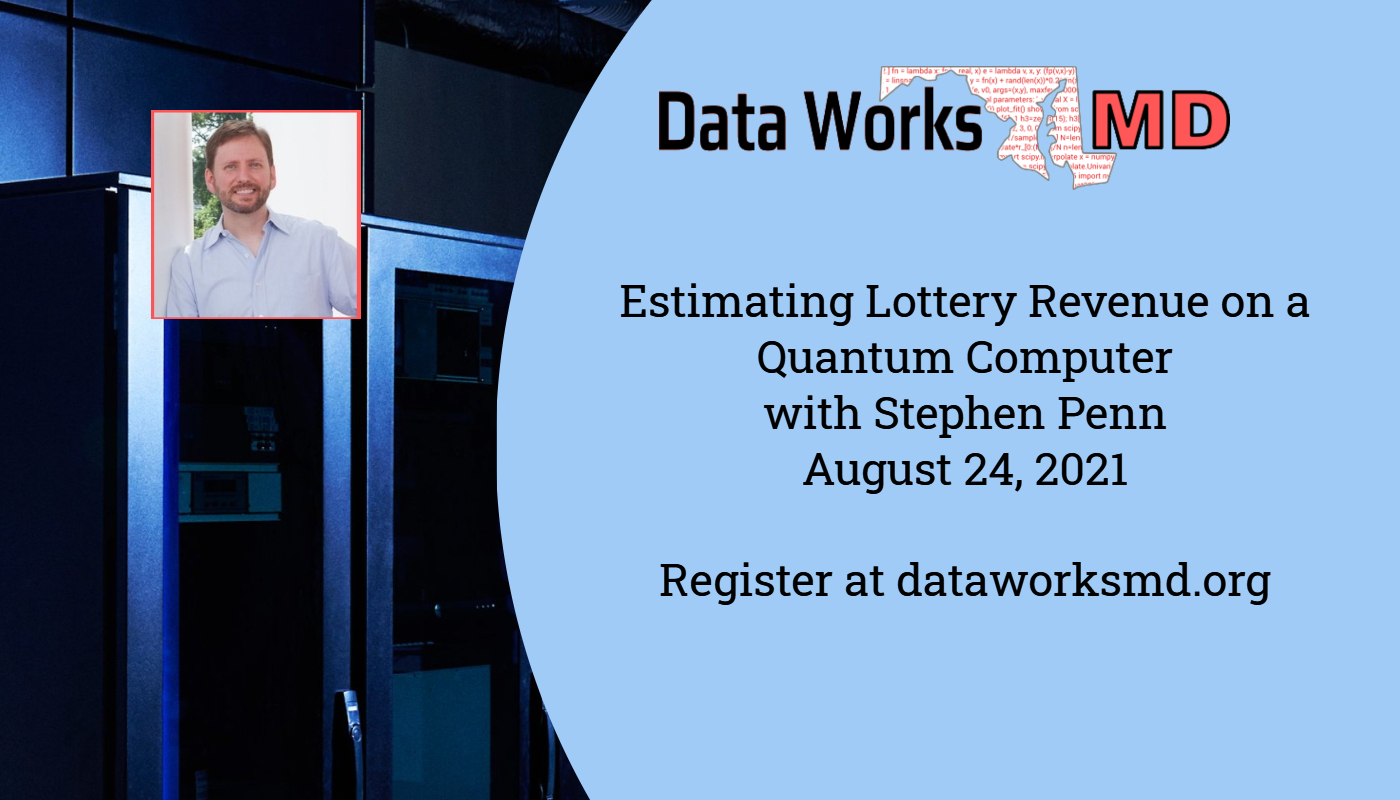 Data Works MD
Estimating Lottery Revenue on a
Quantum Computer
with Stephen Penn
August 24, 2021
Register at dataworksmd.org